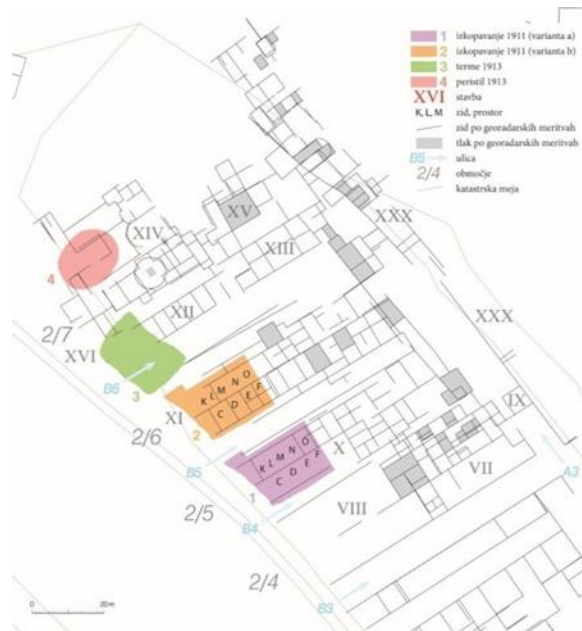 1 izkopavanje 1911 (varianta a)
2 izkopavanje 1911 (varianta b)
3 terme 1913
4 peristil 1913
XVI stavba
K, L, M zid, prostor
zid po georadarskih meritvah
tlak po georadarskih meritvah
B5 ulica
2/4 območje
katastrska meja
XV
XXX
XIV
XIII
4
XII
2/7
XVI
XXX
B6
3
K L M N O
C D E F
XI
IX
2/6
2
K L M N O
C D E F
X
B5
VII
A3
1
2/5
B4
VIII
2/4
B3
0 20 m